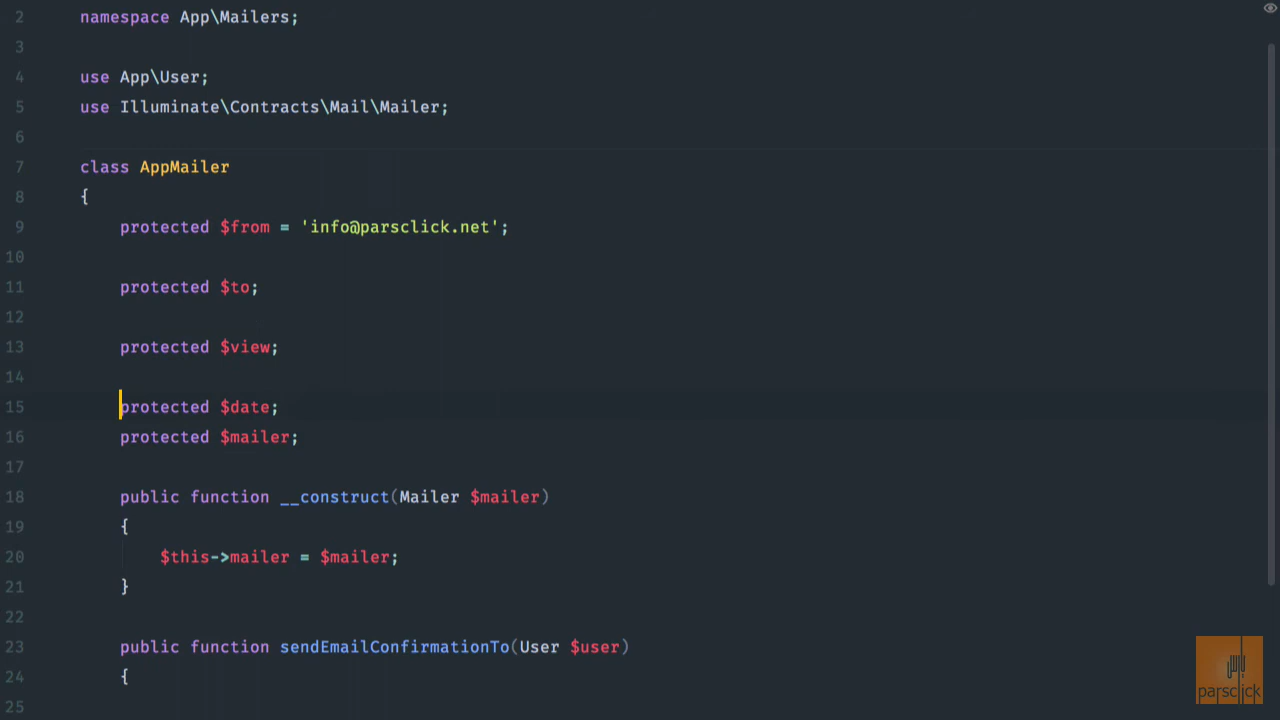 2 namespace App\Mailers;
3
4 use App\User;
5 use Illuminate\Contracts\Mail\Mailer;
6
7 class AppMailer
8 {
9 protected $from = 'info@parsclick.net';
10
11 protected $to;
12
13 protected $view;
14
15 protected $date;
16 protected $mailer;
17
18 public function __construct(Mailer $mailer)
19 {
20 $this->mailer = $mailer;
21 }
22
23 public function sendEmailConfirmationTo(User $user)
24 {
25
parsclick